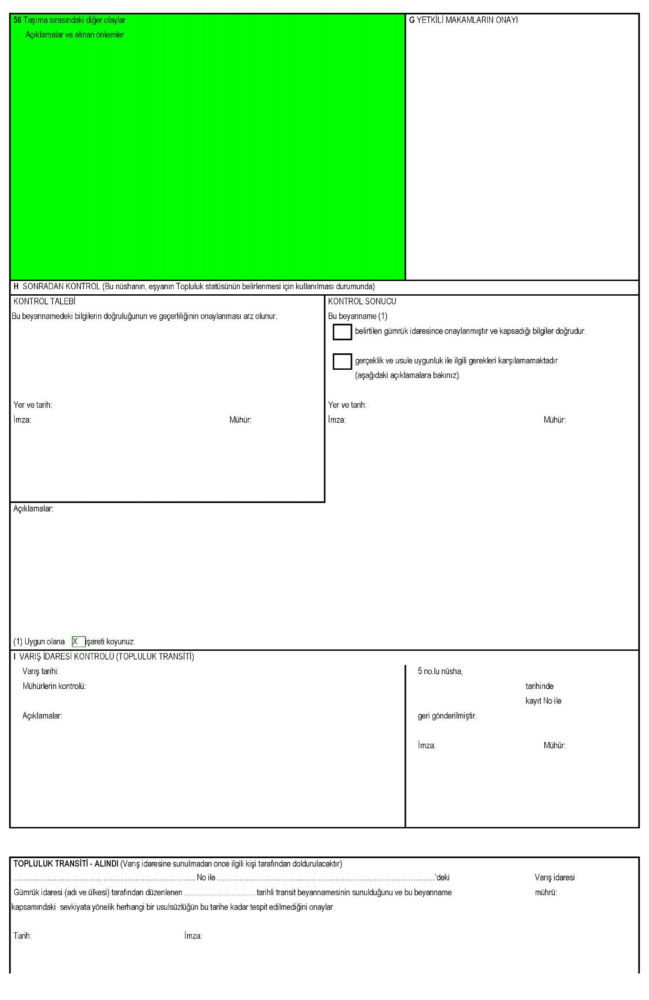 56 Taşıma sırasındaki diğer olaylar
Açıklamalar ve alınan önlemler
G YETKİLİ MAKAMLARIN ONAYI
H SONRADAN KONTROL (Bu nüshanın, eşyanın Topluluk statüsünün belirlenmesi için kullanılması durumunda)
KONTROL TALEBİ
Bu beyannamedeki bilgilerin doğruluğunun ve geçerliliğinin onaylanması arz olunur.
Yer ve tarih:
İmza: Mühür:
KONTROL SONUCU
Bu beyanname (1)
belirtilen gümrük idaresince onaylanmıştır ve kapsadığı bilgiler doğrudur.
gerçeklik ve usule uygunluk ile ilgili gerekleri karşılamamaktadır
(aşağıdaki açıklamalara bakınız).
Yer ve tarih:
İmza: Mühür:
Açıklamalar:
(1) Uygun olana X işareti koyunuz.
I VARIŞ İDARESİ KONTROLÜ (TOPLULUK TRANSİTİ)
Varış tarihi:
Mühürlerin kontrolü:
Açıklamalar:
5 no.lu nüsha,
tarihinde
kayıt No ile
geri gönderilmiştir.
İmza: Mühür:
TOPLULUK TRANSİTİ - ALINDI (Varış idaresine sunulmadan önce ilgili kişi tarafından doldurulacaktır)
……………………………………………………………….. No ile ……………………………...………………………………………………’deki Varış idaresi
Gümrük idaresi (adı ve ülkesi) tarafından düzenlenen ...……………………..tarihli transit beyannamesinin sunulduğunu ve bu beyanname mührü:
kapsamındaki sevkiyata yönelik herhangi bir usulsüzlüğün bu tarihe kadar tespit edilmediğini onaylar.
Tarih: İmza: